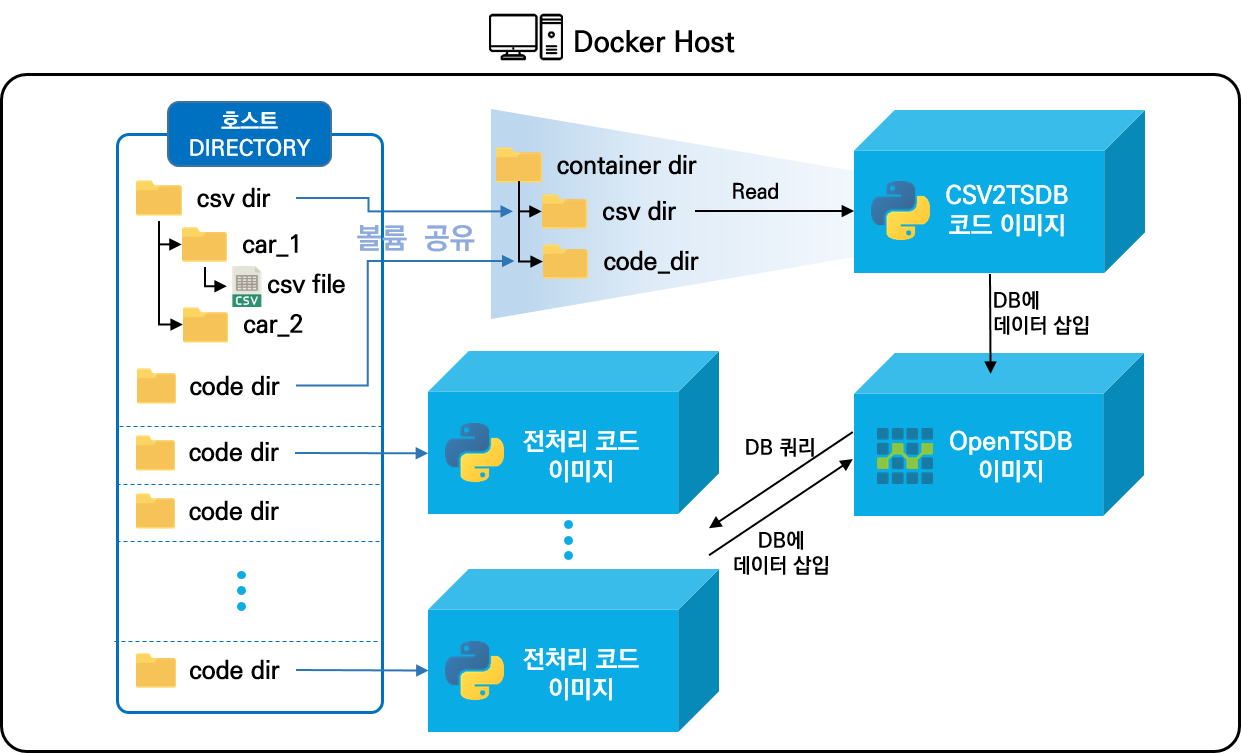 Docker Host
호스트
DIRECTORY
csv dir
car_1
CSV
csv file
car_2
code dir
code dir
code dir
code dir
볼륨 공유
container dir
csv dir
code_dir
Read
CSV2TSDB
코드 이미지
DB에
데이터 삽입
OpenTSDB
이미지
DB 쿼리
DB에
데이터 삽입
전처리 코드
이미지
전처리 코드
이미지